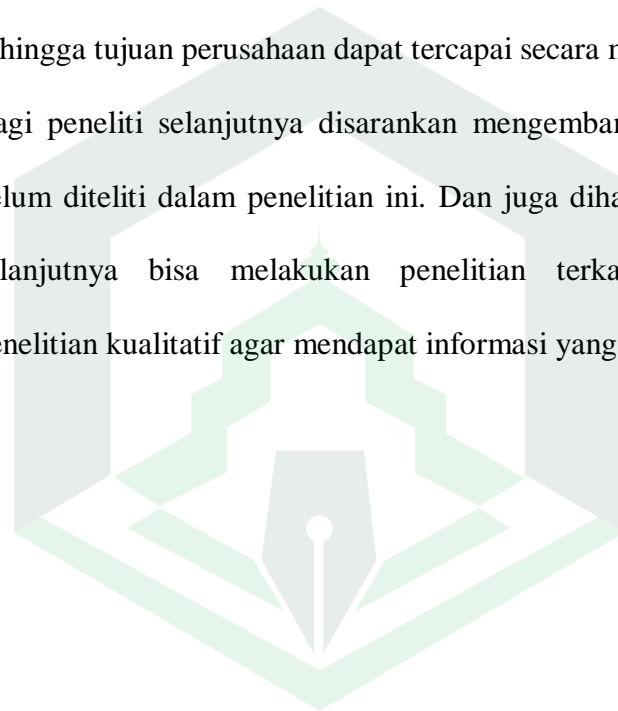 hingga tujuan perusahaan dapat tercapai secara
agi peneliti selanjutnya disarankan mengemban
elum diteliti dalam penelitian ini. Dan juga diha
lanjutnya bisa melakukan penelitian terka
enelitian kualitatif agar mendapat informasi yang